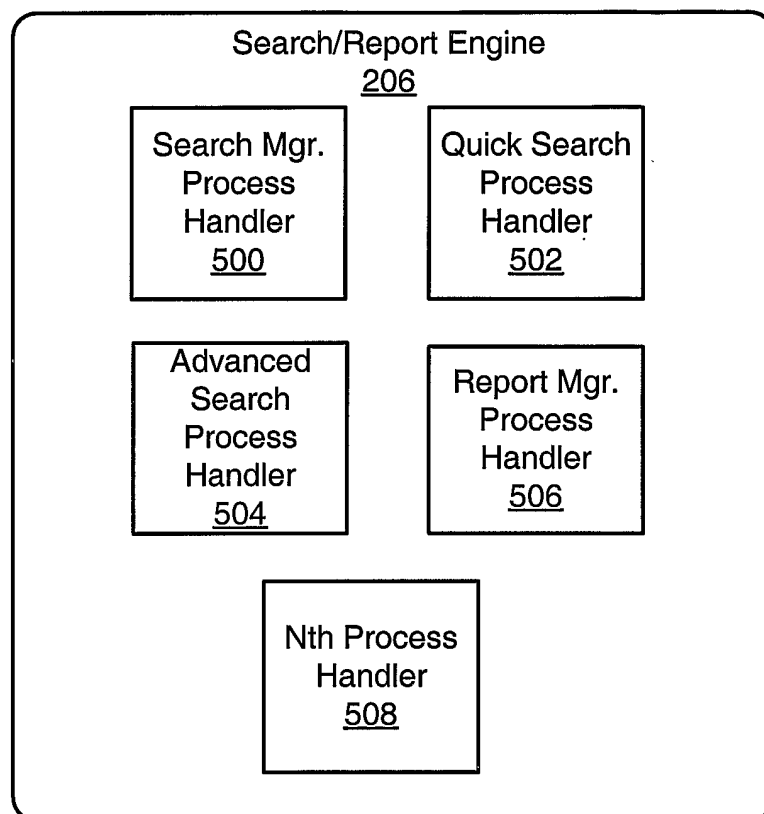 Search/Report Engine
206
Search Mgr.
Process
Handler
500
Quick Search
Process
Handler
502
Advanced
Search
Process
Handler
504
Report Mgr.
Process
Handler
506
Nth Process
Handler
508